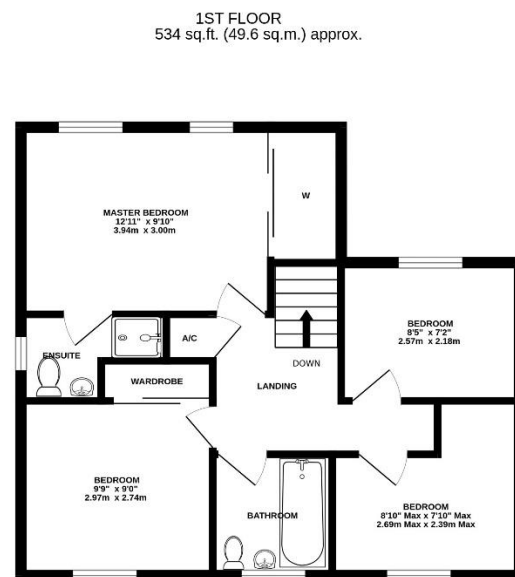 1ST FLOOR
534 sq.ft. (49.6 sq.m.) approx.
MASTER BEDROOM
12'11" x 9'10"
3.94m x 3.00m
W
BEDROOM
8'5" x 7'2"
2.57m x 2.18m
ENSUITE
A/C
DOWN
WARDROBE
LANDING
BEDROOM
9'9" x 9'0"
2.97m x 2.74m
BATHROOM
BEDROOM
8'10" Max x 7'10" Max
2.69m Max x 2.39m Max